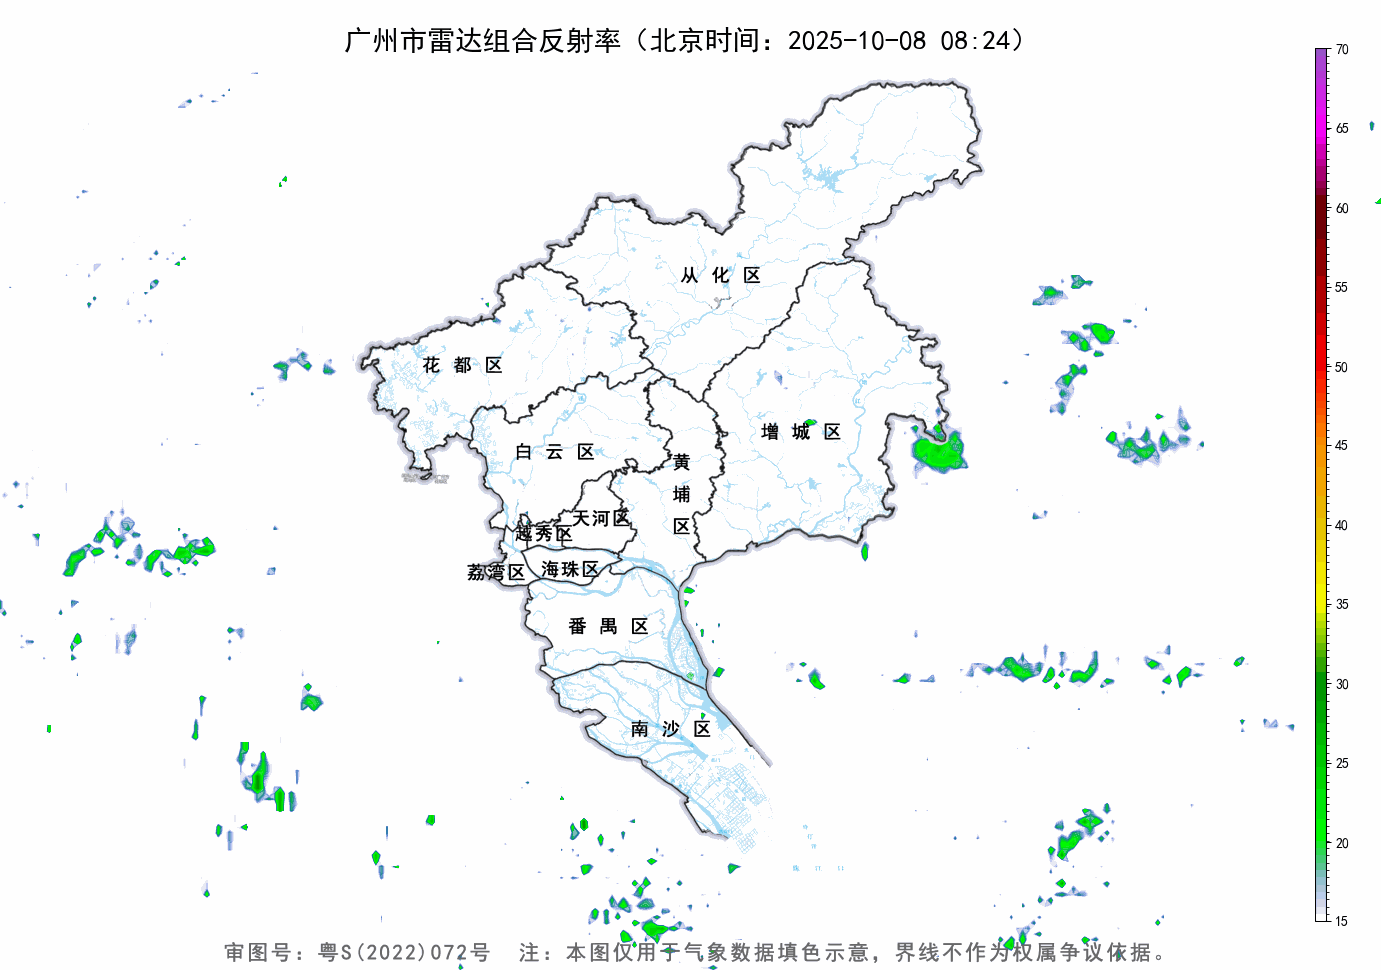 广州市雷达组合反射率（北京时间：2025-10-08 08:24）
70
65
60
55
50
45
40
35
30
25
20
15
从化区
花都区
增城区
白云区
黄埔区
天河区
越秀区
荔湾区
海珠区
番禺区
南沙区
审图号：粤S(2022)072号 注：本图仅用于气象数据填色示意，界线不作为权属争议依据。